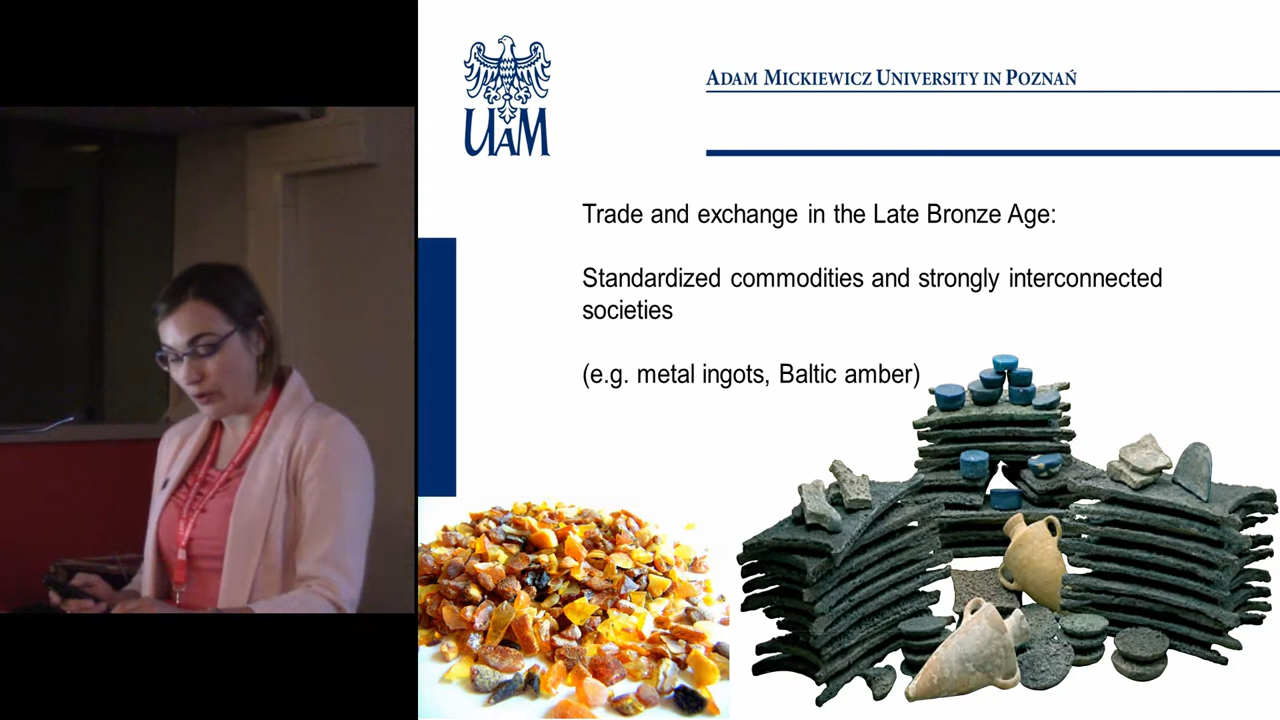 UAM
ADAM MICKIEWICZ UNIVERSITY IN POZNAŃ
Trade and exchange in the Late Bronze Age:
Standardized commodities and strongly interconnected
societies
(e.g. metal ingots, Baltic amber)